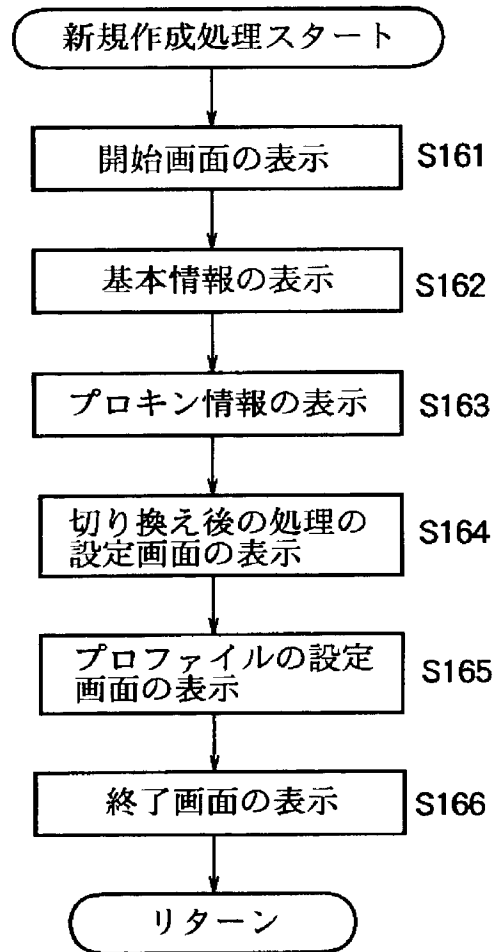 新規作成処理スタート
開始画面の表示
S161
基本情報の表示
S162
プロキン情報の表示
S163
切り換え後の処理の
設定画面の表示
S164
プロファイルの設定
画面の表示
S165
終了画面の表示
S166
リターン